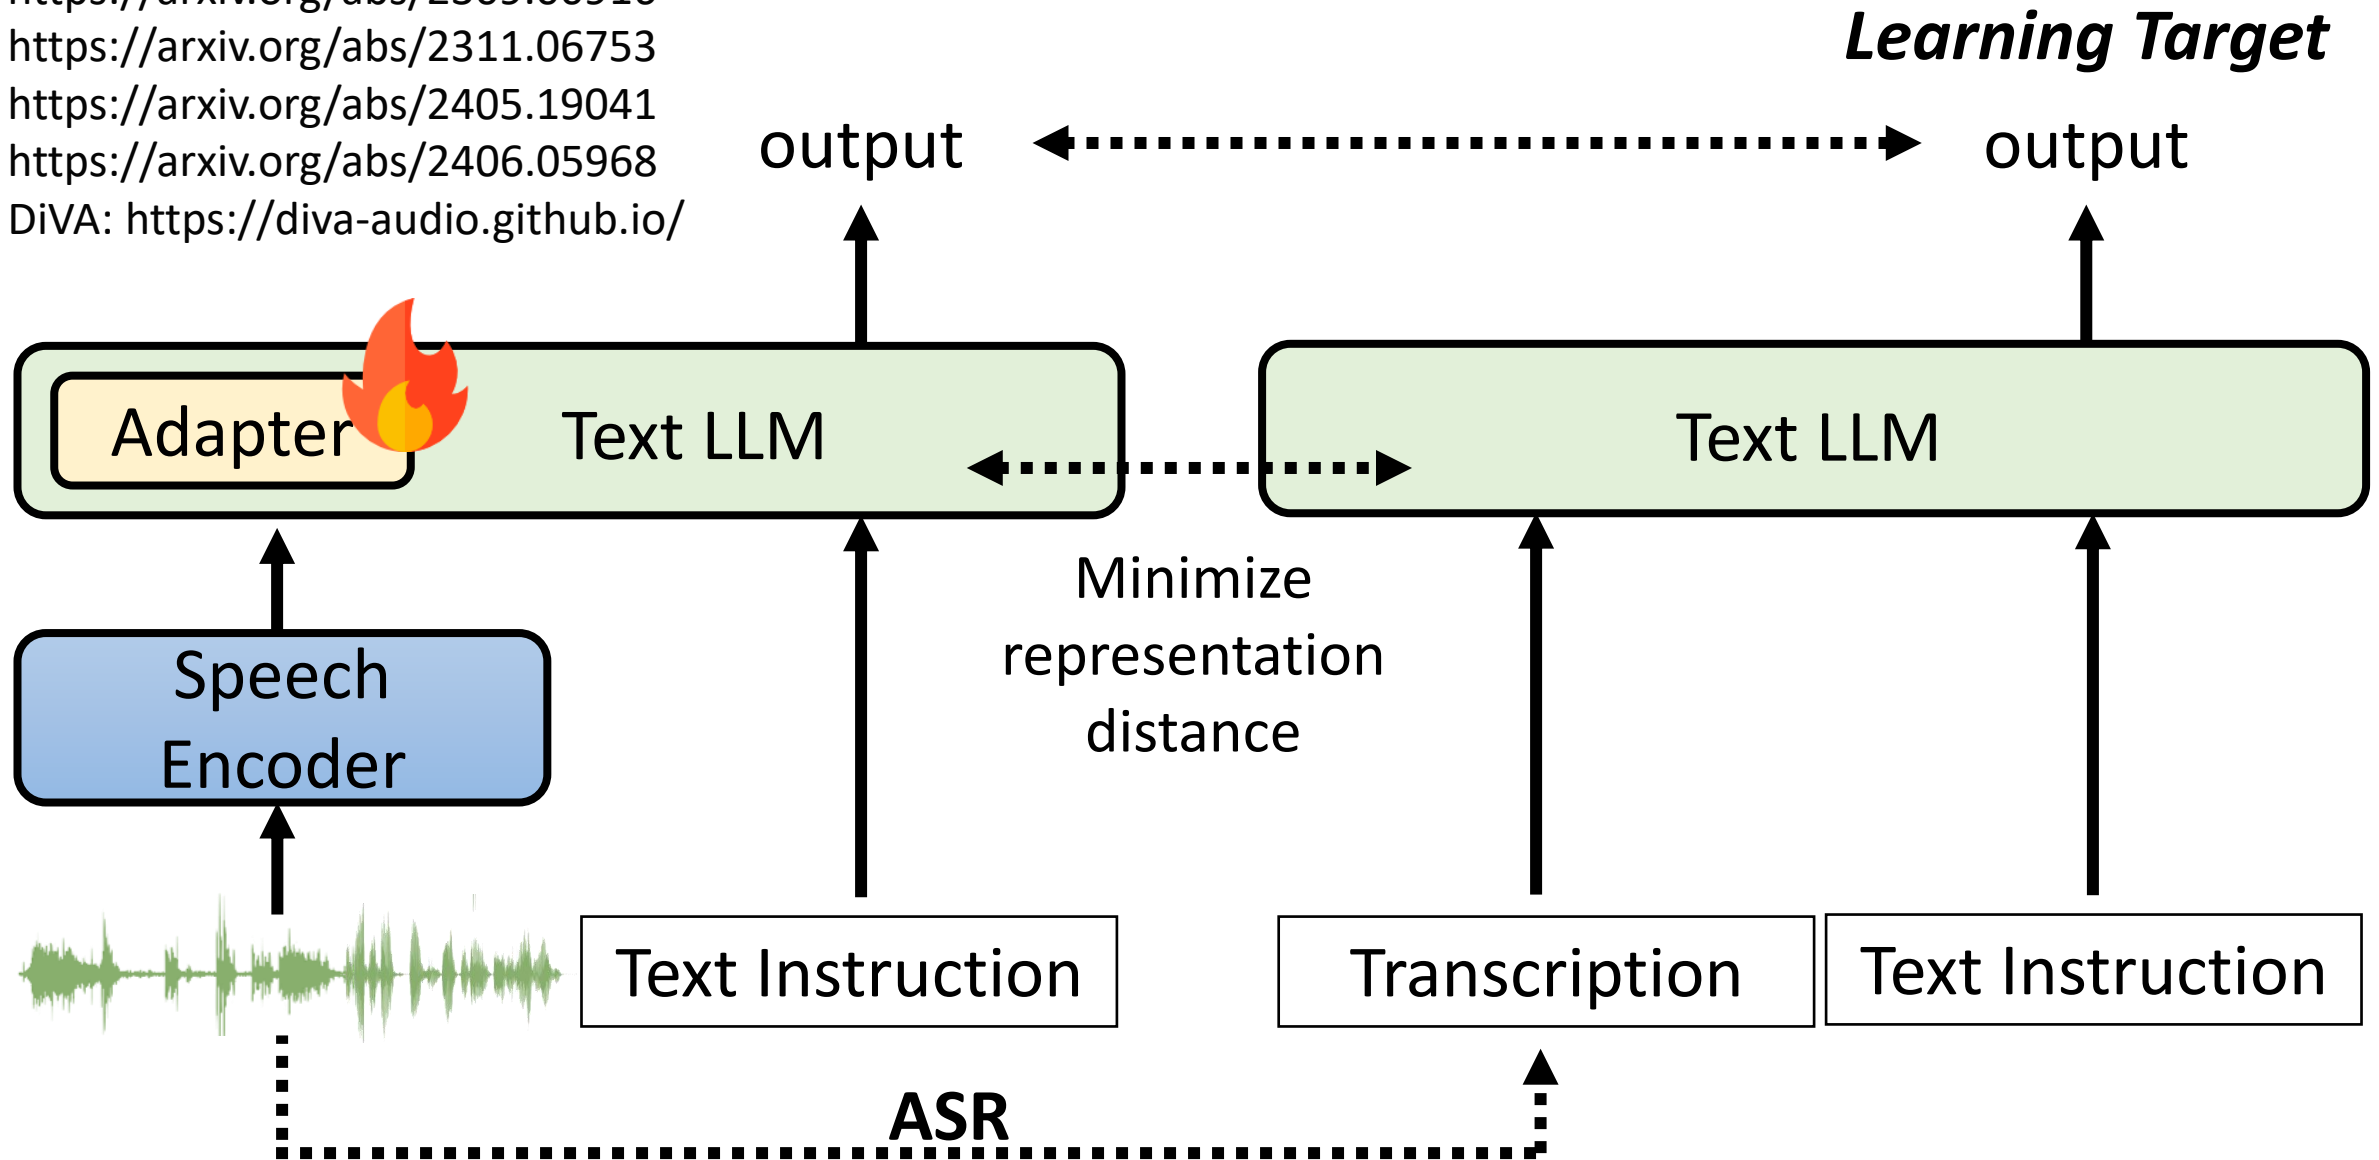 https://arxiv.org/abs/2311.06753
https://arxiv.org/abs/2405.19041
https://arxiv.org/abs/2406.05968
DiVA: https://diva-audio.github.io/
Learning Target
output
output
Adapter
Text LLM
Text LLM
Minimize
representation
distance
Speech
Encoder
Text Instruction
Transcription
Text Instruction
ASR